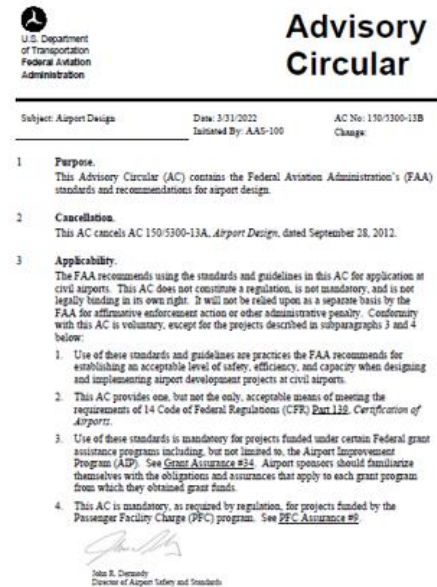 U.S. Department
of Transportation
Federal Aviation
Administration
Advisory
Circular
Subject: Airport Design
Date: 3/31/2022
Initiated By: AAS-100
AC No: 150/5300-13B
Change:
1 Purpose.
This Advisory Circular (AC) contains the Federal Aviation Administration's (FAA)
standards and recommendations for airport design.
2 Cancellation.
This AC cancels AC 150/5300-13A, Airport Design, dated September 28, 2012.
3 Applicability.
The FAA recommends using the standards and guidelines in this AC for application at
civil airports. This AC does not constitute a regulation, is not mandatory, and is not
legally binding in its own right. It will not be relied upon as a separate basis by the
FAA for affirmative enforcement action or other administrative penalty. Conformity
with this AC is voluntary, except for the projects described in subparagraphs 3 and 4
below:
1. Use of these standards and guidelines are practices the FAA recommends for
establishing an acceptable level of safety, efficiency, and capacity when designing
and implementing airport development projects at civil airports.
2. This AC provides one, but not the only, acceptable means of meeting the
requirements of 14 Code of Federal Regulations (CFR) Part 139, Certification of
Airports.
3. Use of these standards is mandatory for projects funded under certain Federal grant
assistance programs including, but not limited to, the Airport Improvement
Program (AIP). See Grant Assurance #34. Airport sponsors should familiarize
themselves with the obligations and assurances that apply to each grant program
from which they obtained grant funds.
4. This AC is mandatory, as required by regulation, for projects funded by the
Passenger Facility Charge (PFC) program. See PFC Assurance #9.
John R. Dermody
Director of Airport Safety and Standards